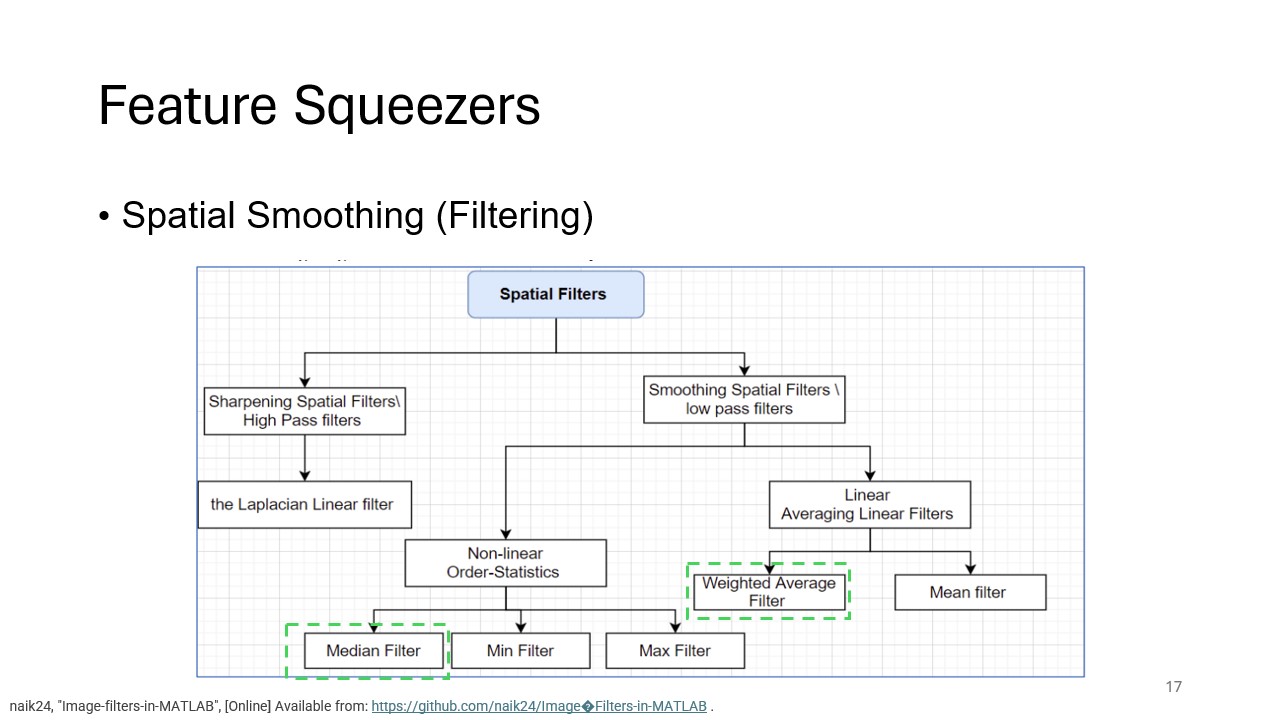 Feature Squeezers
• Spatial Smoothing (Filtering)
Spatial Filters
Sharpening Spatial Filters\
High Pass filters
Smoothing Spatial Filters \
low pass filters
the Laplacian Linear filter
Linear
Averaging Linear Filters
Non-linear
Order-Statistics
Weighted Average
Filter
Mean filter
Median Filter
Min Filter
Max Filter
17
naik24, "Image-filters-in-MATLAB", [Online] Available from: https://github.com/naik24/Image�Filters-in-MATLAB .